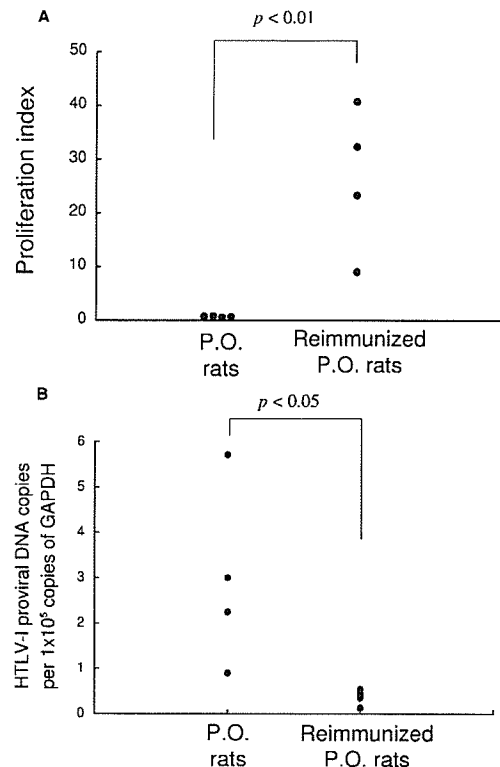 A
p < 0.01
Proliferation index
50
40
30
20
10
0
P.O.
rats
Reimmunized
P.O. rats
B
p < 0.05
HTLV-I proviral DNA copies
per 1x10⁵ copies of GAPDH
6
5
4
3
2
1
0
P.O.
rats
Reimmunized
P.O. rats